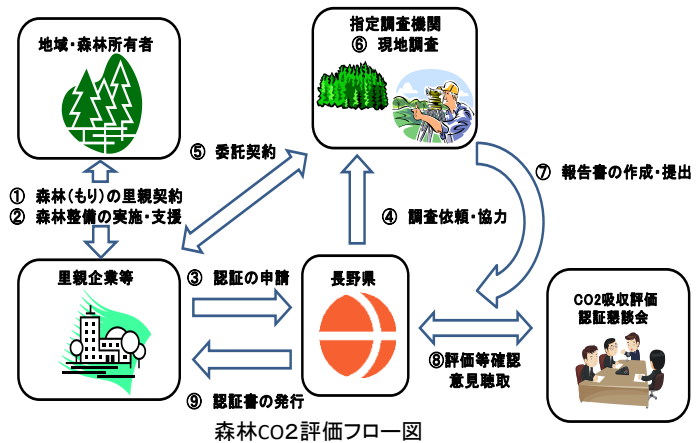 地域・森林所有者
指定調査機関
⑥ 現地調査
⑤ 委託契約
① 森林(もり)の里親契約
② 森林整備の実施・支援
④ 調査依頼・協力
⑦ 報告書の作成・提出
里親企業等
③ 認証の申請
長野県
CO2吸収評価
認証懇談会
⑧評価等確認
意見聴取
⑨ 認証書の発行
森林CO2評価フロー図